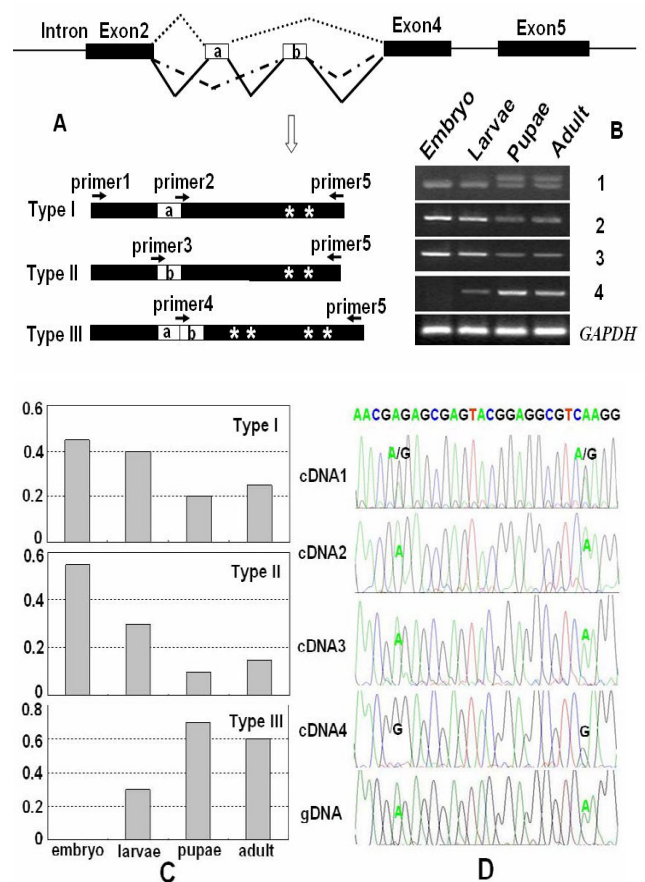 Intron Exon2 Exon4 Exon5
a b
A B
Embryo Larvae Pupae Adult
primer1 primer2 primer5
Type I a * *
1
primer3 primer5
Type II b * *
2
3
primer4 primer5
Type III a b * * * *
4
GAPDH
0.6 Type I
0.4
0.2
0
0.6 Type II
0.4
0.2
0
Type III
0.6
0.4
0.2
0
embryo larvae pupae adult
C
AACGAGAGCGAGTACGGAGGCGTCAAGG
cDNA1 A/G A/G
cDNA2 A A
cDNA3 A A
cDNA4 G G
gDNA A A
D